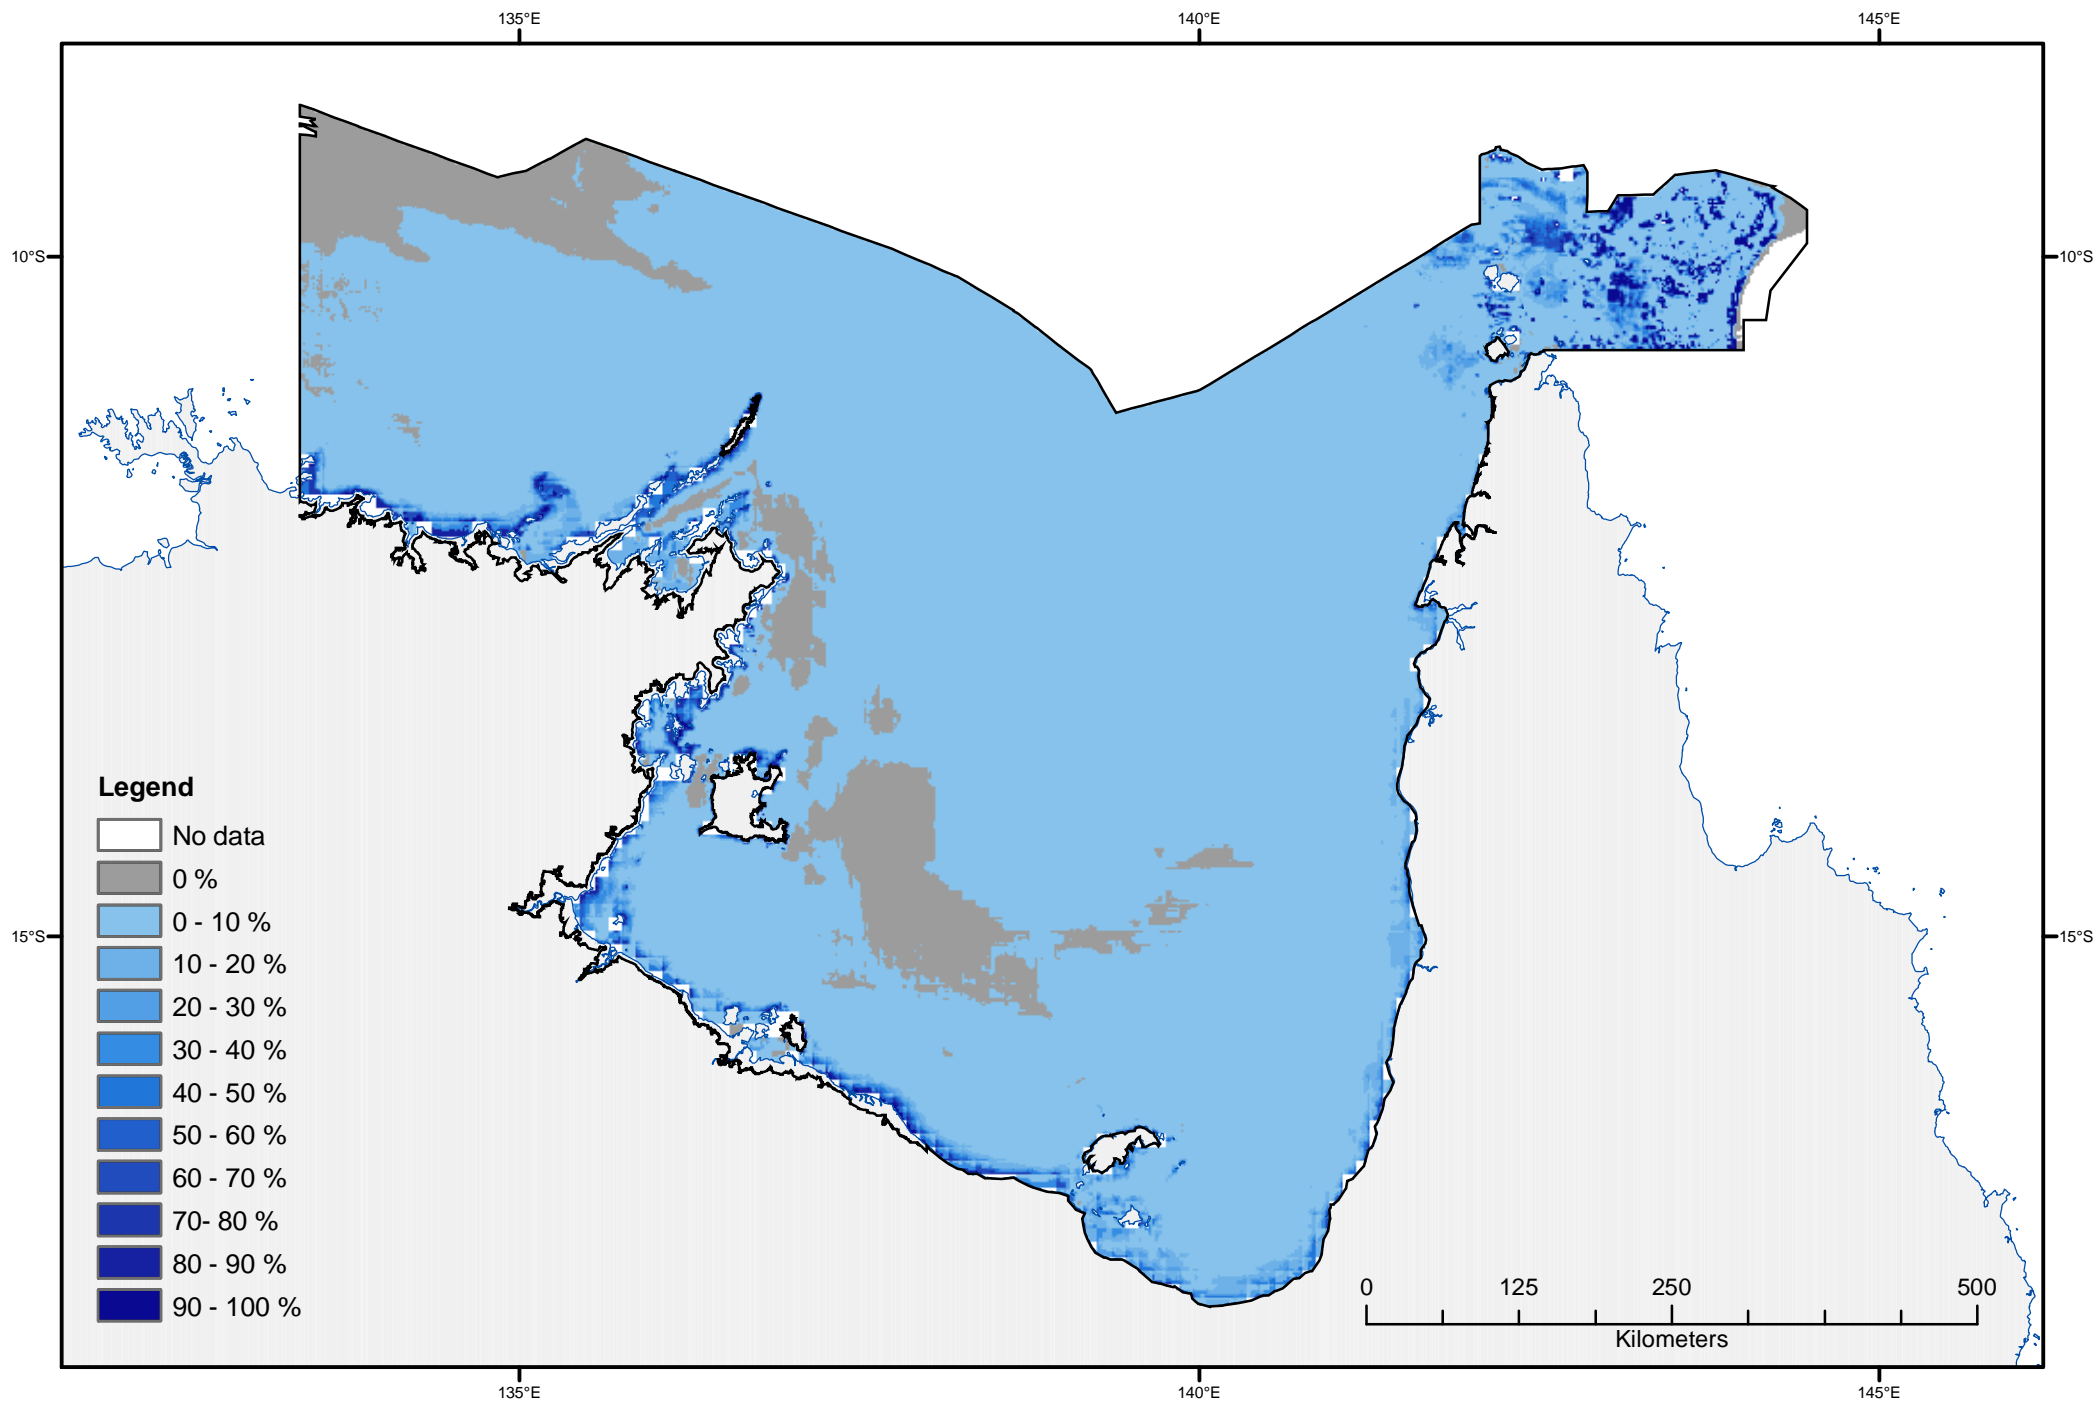 135°E 140°E 145°E
10°S 10°S
Legend
No data
0 %
0 - 10 %
15°S 15°S
10 - 20 %
20 - 30 %
30 - 40 %
40 - 50 %
50 - 60 %
60 - 70 %
70- 80 %
80 - 90 %
90 - 100 %
0 125 250 500
Kilometers
135°E 140°E 145°E